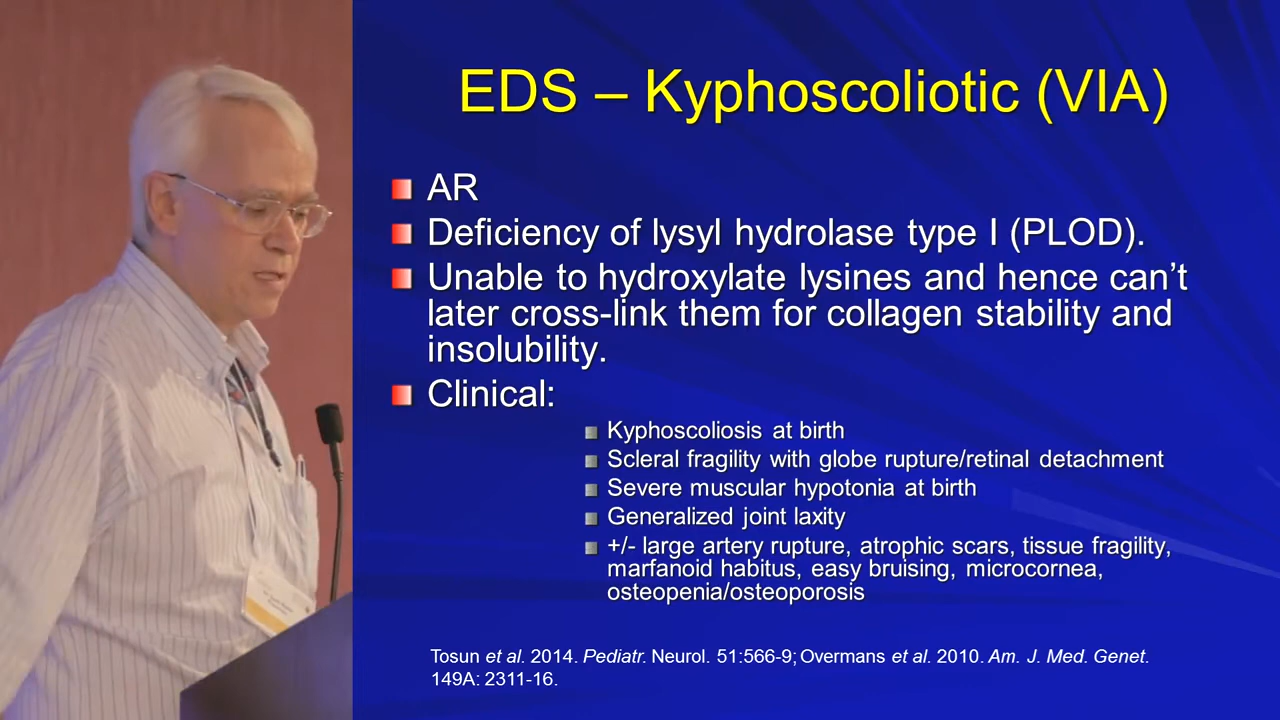 EDS – Kyphoscoliotic (VIA)
AR
Deficiency of lysyl hydrolase type I (PLOD).
Unable to hydroxylate lysines and hence can’t
later cross-link them for collagen stability and
insolubility.
Clinical:
Kyphoscoliosis at birth
Scleral fragility with globe rupture/retinal detachment
Severe muscular hypotonia at birth
Generalized joint laxity
+/- large artery rupture, atrophic scars, tissue fragility,
marfanoid habitus, easy bruising, microcornea,
osteopenia/osteoporosis
Tosun et al. 2014. Pediatr. Neurol. 51:566-9; Overmans et al. 2010. Am. J. Med. Genet.
149A: 2311-16.